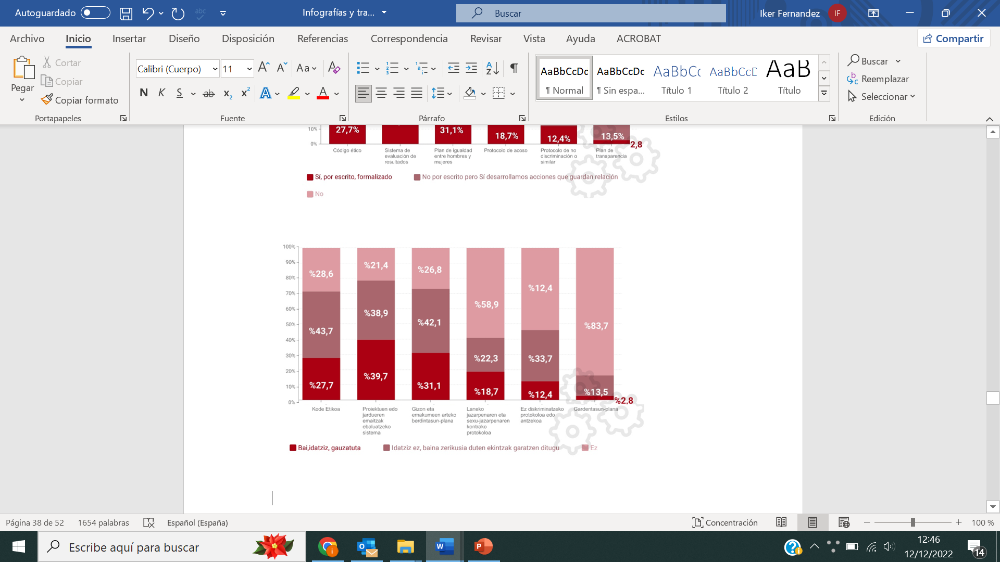 Autoguardado
Infografías y tra...
Buscar
Iker Fernandez
IF
Archivo Inicio Insertar Diseño Disposición Referencias Correspondencia Revisar Vista Ayuda ACROBAT
Compartir
Pegar
Cortar
Copiar
Copiar formato
Portapapeles
Calibri (Cuerpo) 11
N K S ab x₂ x²
Fuente
Párrafo
AaBbCcDc AaBbCcDc AaBbCc AaBbCcD AaB
¶ Normal ¶ Sin espa... Título 1 Título 2 Título
Estilos
Buscar
Reemplazar
Seleccionar
Edición
10%
0%
27,7% 31,1% 18,7% 12,4% 13,5% 2,8
Código ético
Sistema de
evaluación de
resultados
Plan de igualdad
entre hombres y
mujeres
Protocolo de acoso
Protocolo de no
discriminación o
similar
Plan de
transparencia
Sí, por escrito, formalizado
No por escrito pero Sí desarrollamos acciones que guardan relación
No
100%
90%
80%
70%
60%
50%
40%
30%
20%
10%
0%
%28,6 %21,4 %26,8 %58,9 %12,4 %83,7
%43,7 %38,9 %42,1 %22,3 %33,7 %13,5
%27,7 %39,7 %31,1 %18,7 %12,4 %2,8
Kode Etikoa
Proiektuen edo
jardueren
emaitzak
ebaluatzeko
sistema
Gizon eta
emakumeen arteko
berdintasun-plana
Laneko
jazarpenaren eta
sexu-jazarpenaren
kontrako
protokoloa
Ez diskriminatzeko
protokoloa edo
antzekoa
Gardentasun-plana
Bai,idatziz, gauzatuta
Idatziz ez, baina zerikusia duten ekintzak garatzen ditugu
Ez
Página 38 de 52
1654 palabras
Español (España)
Concentración
100 %
Escribe aquí para buscar
12:46
12/12/2022
14